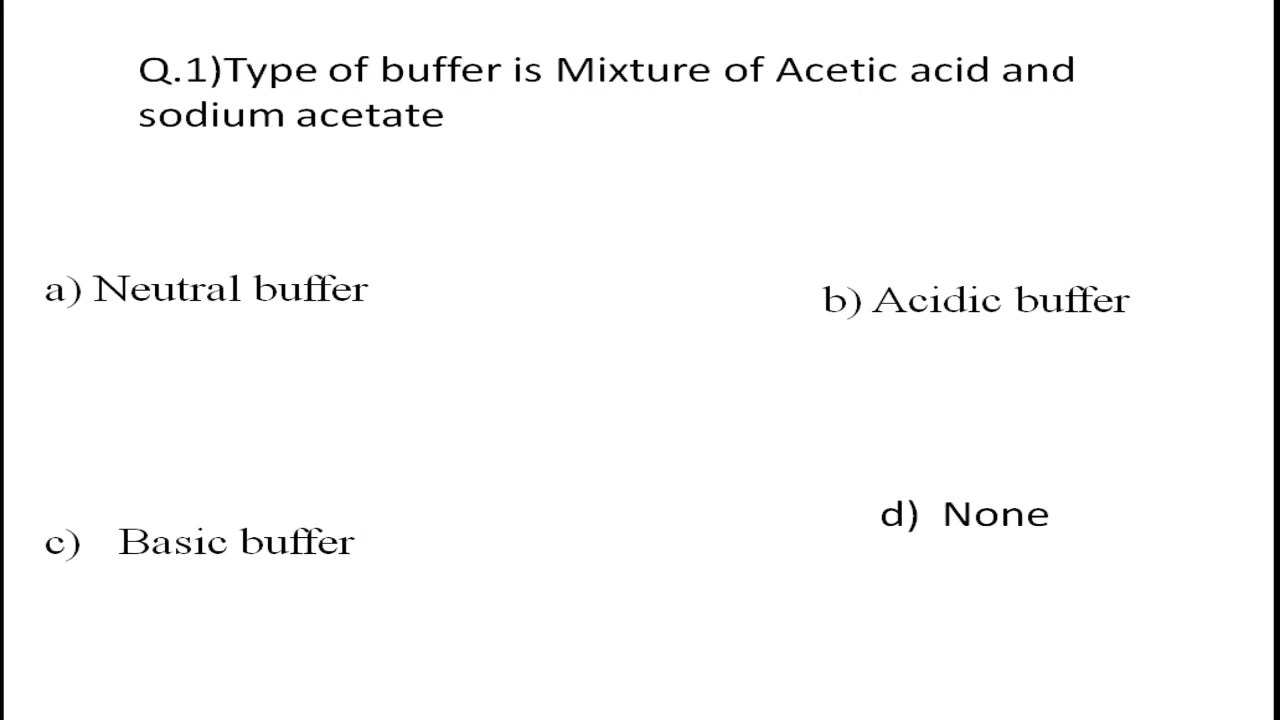 Q.1)Type of buffer is Mixture of Acetic acid and
sodium acetate
a) Neutral buffer
b) Acidic buffer
c) Basic buffer
d) None